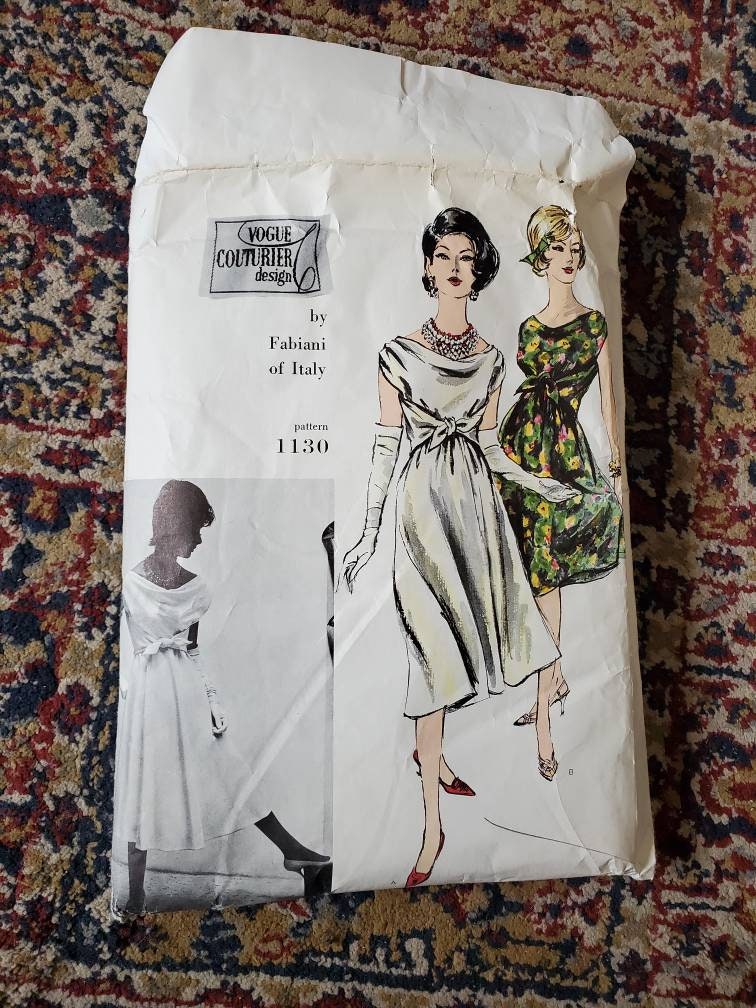 VOGUE
COUTURIER
design
by
Fabiani
of Italy
pattern
1130
B
A